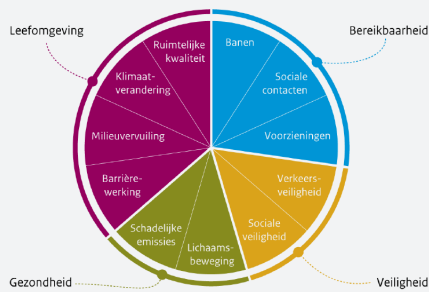 Leefomgeving
Bereikbaarheid
Ruimtelijke
kwaliteit
Banen
Klimaat-
verandering
Sociale
contacten
Milieuvervuiling
Voorzieningen
Barrière-
werking
Verkeers-
veiligheid
Schadelijke
emissies
Lichaams-
beweging
Sociale
veiligheid
Gezondheid
Veiligheid